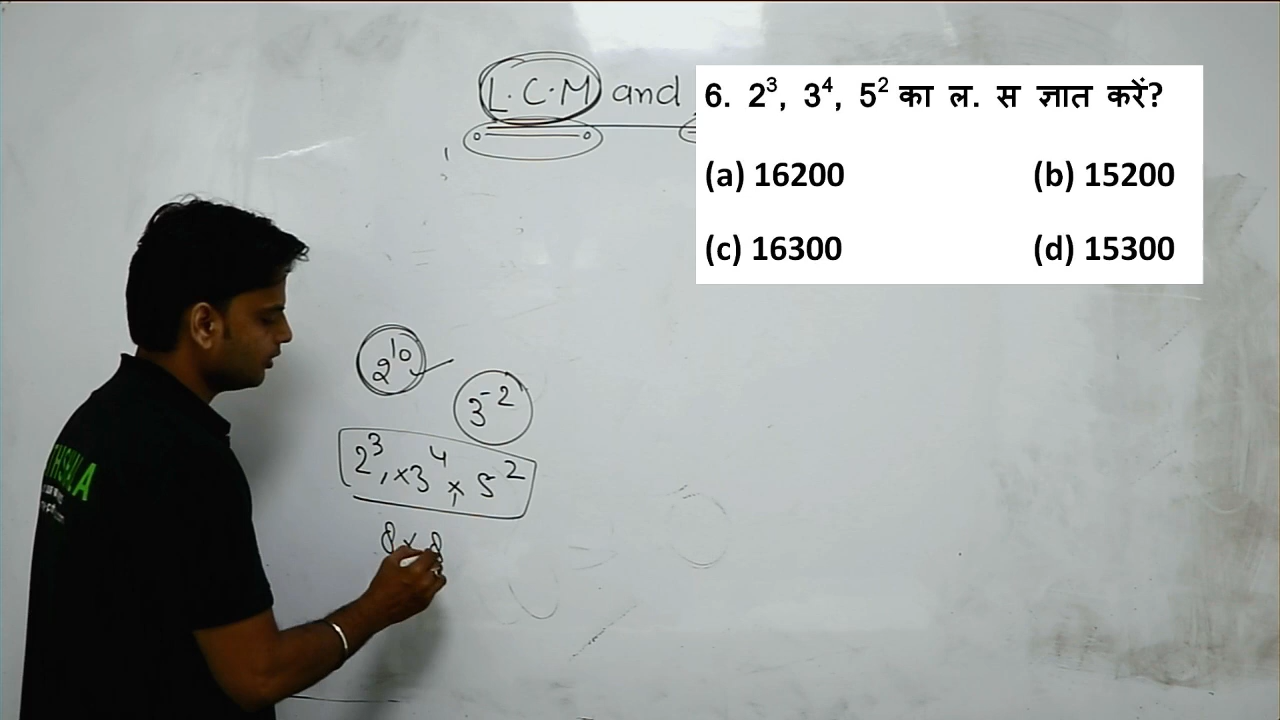 L.C.M and
6. 2³, 3⁴, 5² का ल. स ज्ञात करें?
(a) 16200 (b) 15200
(c) 16300 (d) 15300
2¹⁰
3⁻²
2³, ×3⁴ × 5²
8 × 8